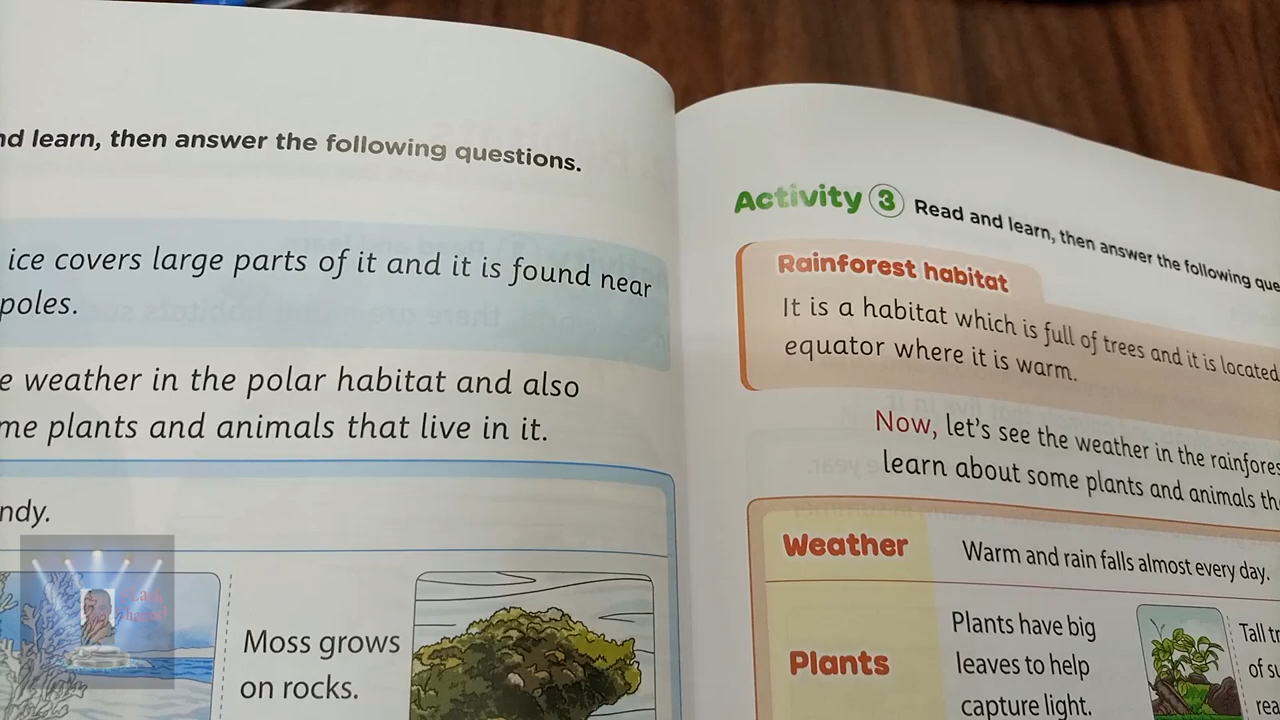 nd learn, then answer the following questions.
ice covers large parts of it and it is found near
poles.
e weather in the polar habitat and also
me plants and animals that live in it.
ndy.
Moss grows
on rocks.
Activity 3 Read and learn, then answer the following que
Rainforest habitat
It is a habitat which is full of trees and it is located
equator where it is warm.
Now, let's see the weather in the rainfores
learn about some plants and animals th
Weather Warm and rain falls almost every day.
Plants
Plants have big
leaves to help
capture light.
Tall tr
of su
rea